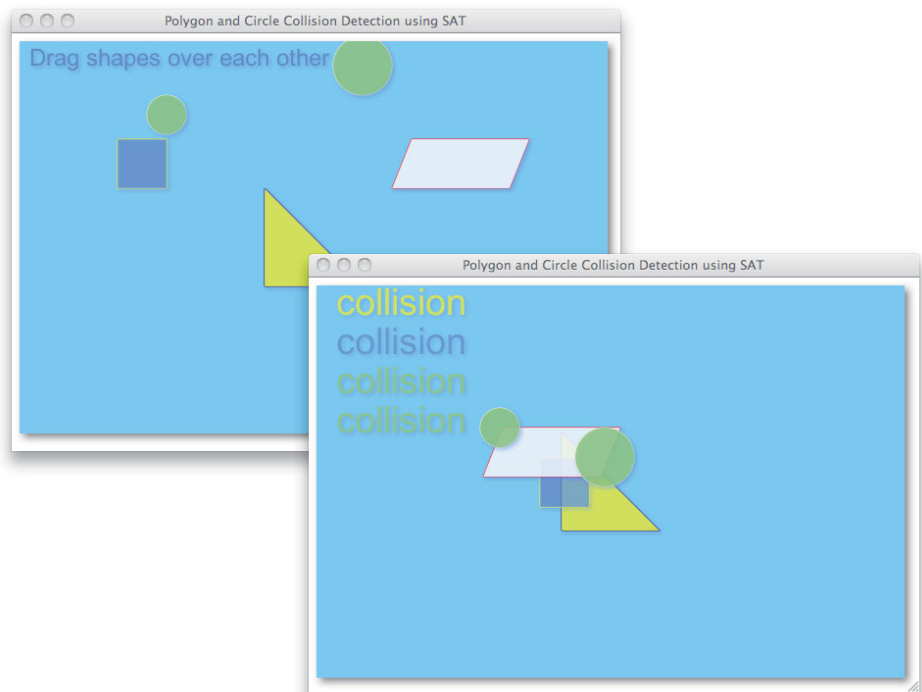 Polygon and Circle Collision Detection using SAT
Drag shapes over each other
Polygon and Circle Collision Detection using SAT
collision
collision
collision
collision